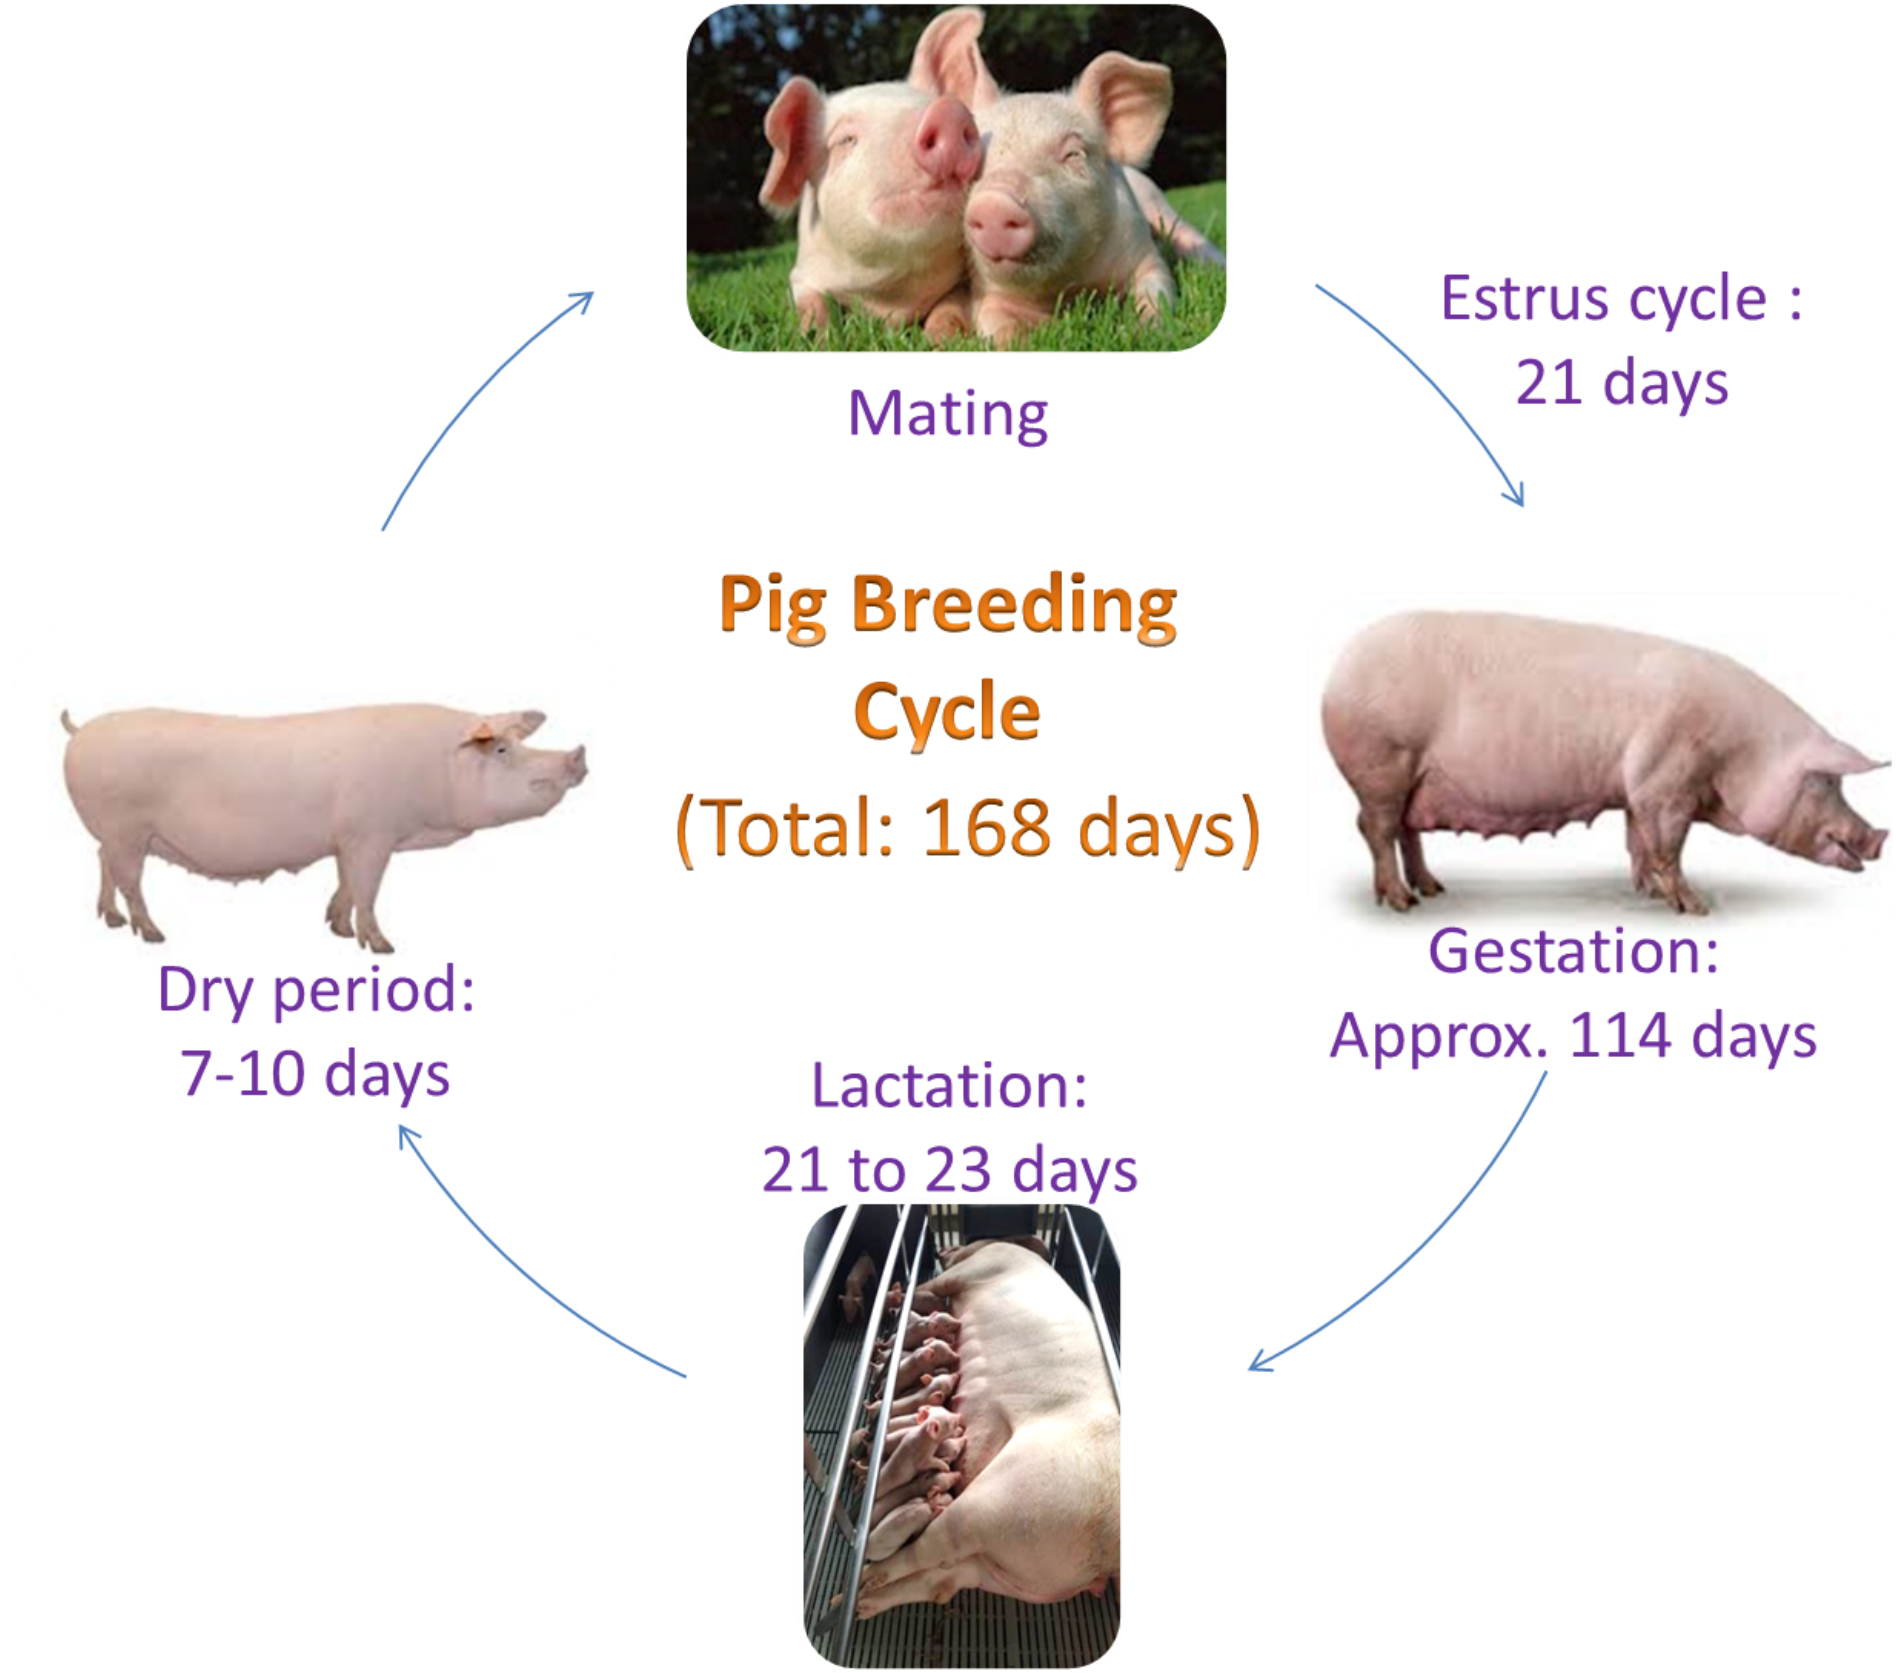 Mating
Estrus cycle :
21 days
Pig Breeding
Cycle
(Total: 168 days)
Gestation:
Approx. 114 days
Lactation:
21 to 23 days
Dry period:
7-10 days